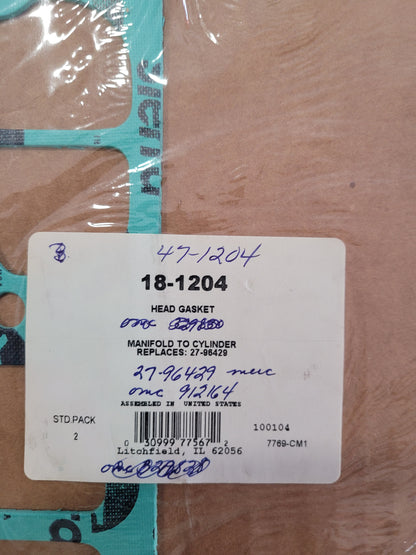 47-1204
18-1204
HEAD GASKET
omc
MANIFOLD TO CYLINDER
REPLACES: 27-96429
27-96429 merc
omc 912164
ASSEMBLED IN UNITED STATES
STD.PACK
2
0 30999 77567 2
100104
7769-CM1
Litchfield, IL 62056
omc